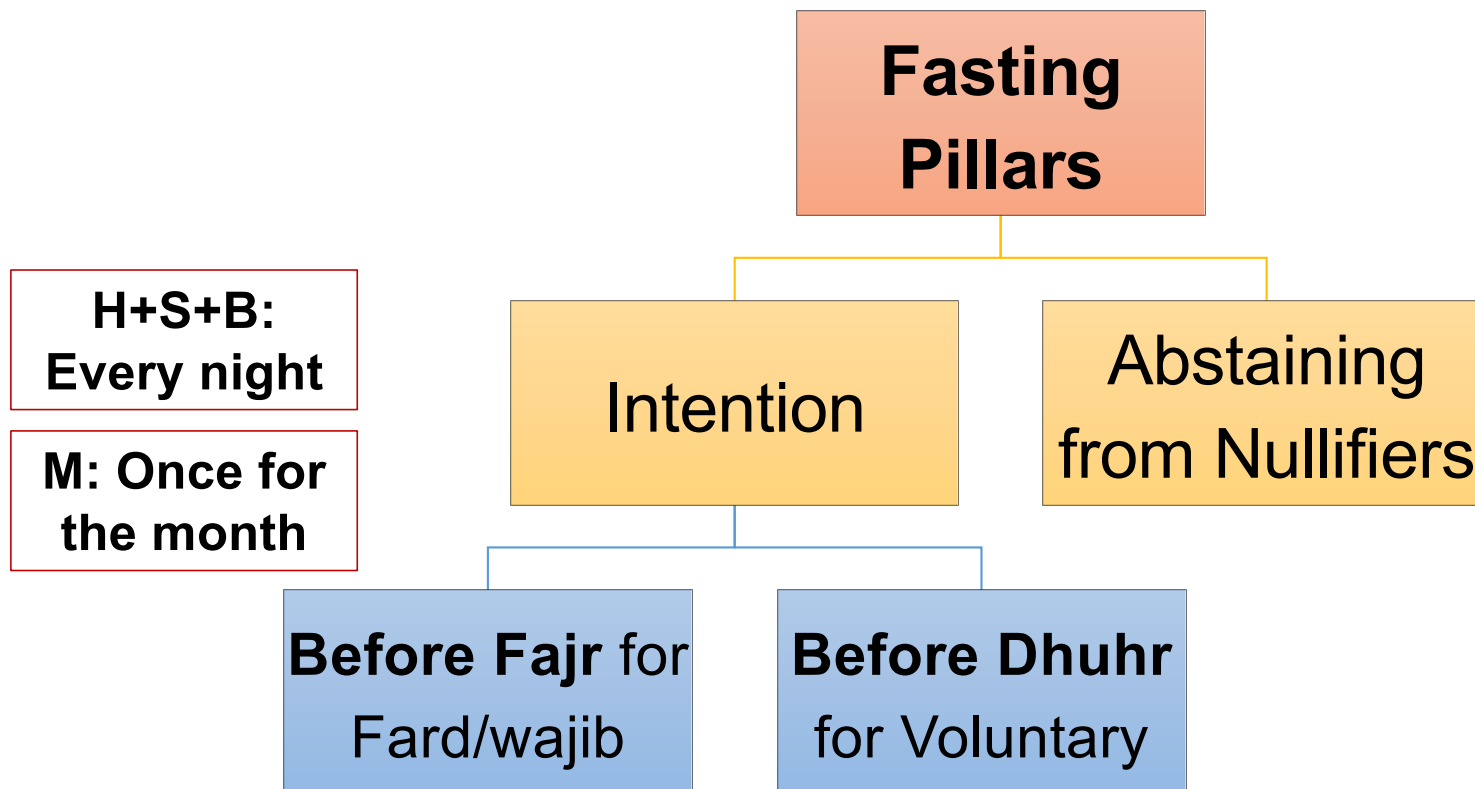 Fasting
Pillars
H+S+B:
Every night
M: Once for
the month
Intention
Abstaining
from Nullifiers
Before Fajr for
Fard/wajib
Before Dhuhr
for Voluntary